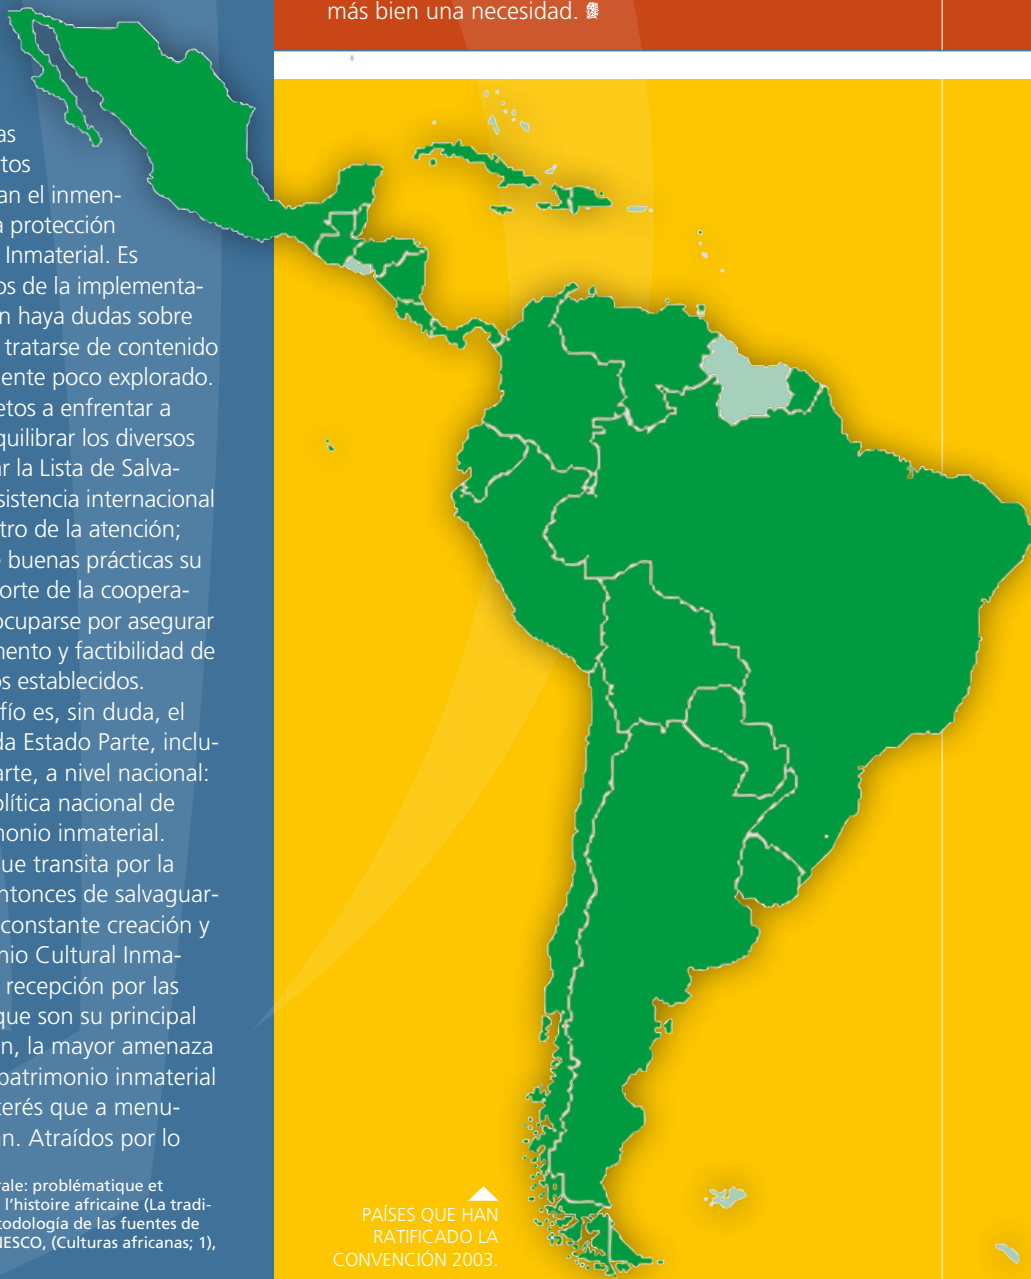 más bien una necesidad.
as
tos
an el inmen-
a protección
Inmaterial. Es
os de la implementa-
n haya dudas sobre
tratarse de contenido
ente poco explorado.
etos a enfrentar a
quilibrar los diversos
ar la Lista de Salva-
sistencia internacional
tro de la atención;
e buenas prácticas su
orte de la coopera-
ocuparse por asegurar
mento y factibilidad de
os establecidos.
fío es, sin duda, el
da Estado Parte, inclu-
arte, a nivel nacional:
olítica nacional de
nonio inmaterial.
ue transita por la
ntonces de salvaguar-
constante creación y
nio Cultural Inma-
recepción por las
que son su principal
n, la mayor amenaza
patrimonio inmaterial
terés que a menu-
an. Atraídos por lo
rale: problématique et
l'histoire africaine (La tradi-
todología de las fuentes de
NESCO, (Culturas africanas; 1),
PAÍSES QUE HAN
RATIFICADO LA
CONVENCIÓN 2003.